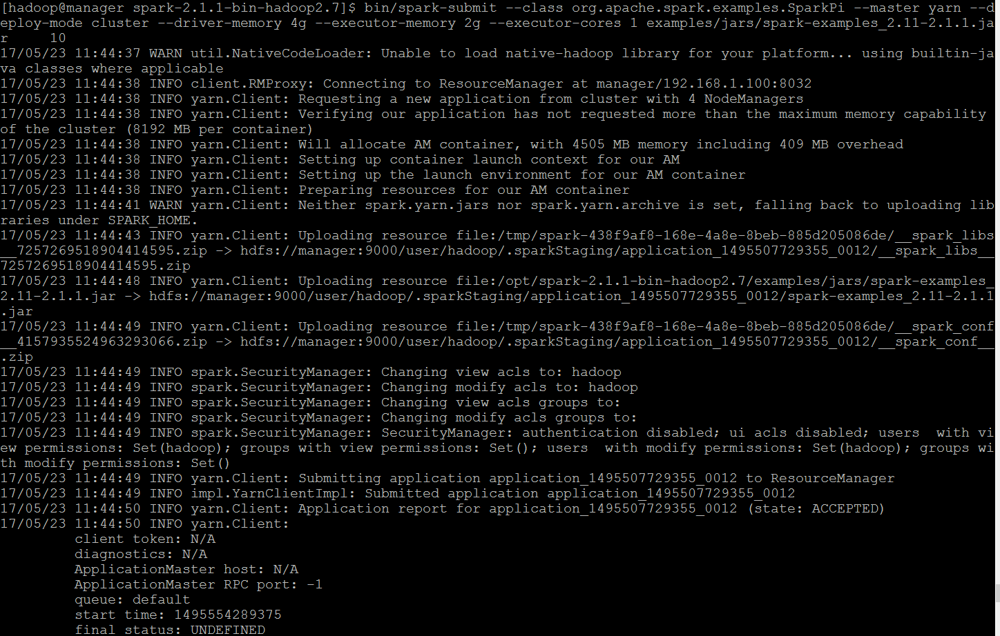 [hadoop@manager spark-2.1.1-bin-hadoop2.7]$ bin/spark-submit --class org.apache.spark.examples.SparkPi --master yarn --d
eploy-mode cluster --driver-memory 4g --executor-memory 2g --executor-cores 1 examples/jars/spark-examples_2.11-2.1.1.ja
r     10
17/05/23 11:44:37 WARN util.NativeCodeLoader: Unable to load native-hadoop library for your platform... using builtin-ja
va classes where applicable
17/05/23 11:44:38 INFO client.RMProxy: Connecting to ResourceManager at manager/192.168.1.100:8032
17/05/23 11:44:38 INFO yarn.Client: Requesting a new application from cluster with 4 NodeManagers
17/05/23 11:44:38 INFO yarn.Client: Verifying our application has not requested more than the maximum memory capability
of the cluster (8192 MB per container)
17/05/23 11:44:38 INFO yarn.Client: Will allocate AM container, with 4505 MB memory including 409 MB overhead
17/05/23 11:44:38 INFO yarn.Client: Setting up container launch context for our AM
17/05/23 11:44:38 INFO yarn.Client: Setting up the launch environment for our AM container
17/05/23 11:44:38 INFO yarn.Client: Preparing resources for our AM container
17/05/23 11:44:41 WARN yarn.Client: Neither spark.yarn.jars nor spark.yarn.archive is set, falling back to uploading lib
raries under SPARK_HOME.
17/05/23 11:44:43 INFO yarn.Client: Uploading resource file:/tmp/spark-438f9af8-168e-4a8e-8beb-885d205086de/__spark_libs
__7257269518904414595.zip -> hdfs://manager:9000/user/hadoop/.sparkStaging/application_1495507729355_0012/__spark_libs__
7257269518904414595.zip
17/05/23 11:44:48 INFO yarn.Client: Uploading resource file:/opt/spark-2.1.1-bin-hadoop2.7/examples/jars/spark-examples_
2.11-2.1.1.jar -> hdfs://manager:9000/user/hadoop/.sparkStaging/application_1495507729355_0012/spark-examples_2.11-2.1.1
.jar
17/05/23 11:44:49 INFO yarn.Client: Uploading resource file:/tmp/spark-438f9af8-168e-4a8e-8beb-885d205086de/__spark_conf
__4157935524963293066.zip -> hdfs://manager:9000/user/hadoop/.sparkStaging/application_1495507729355_0012/__spark_conf__
.zip
17/05/23 11:44:49 INFO spark.SecurityManager: Changing view acls to: hadoop
17/05/23 11:44:49 INFO spark.SecurityManager: Changing modify acls to: hadoop
17/05/23 11:44:49 INFO spark.SecurityManager: Changing view acls groups to:
17/05/23 11:44:49 INFO spark.SecurityManager: Changing modify acls groups to:
17/05/23 11:44:49 INFO spark.SecurityManager: SecurityManager: authentication disabled; ui acls disabled; users  with vi
ew permissions: Set(hadoop); groups with view permissions: Set(); users  with modify permissions: Set(hadoop); groups wi
th modify permissions: Set()
17/05/23 11:44:49 INFO yarn.Client: Submitting application application_1495507729355_0012 to ResourceManager
17/05/23 11:44:49 INFO impl.YarnClientImpl: Submitted application application_1495507729355_0012
17/05/23 11:44:50 INFO yarn.Client: Application report for application_1495507729355_0012 (state: ACCEPTED)
17/05/23 11:44:50 INFO yarn.Client:
         client token: N/A
         diagnostics: N/A
         ApplicationMaster host: N/A
         ApplicationMaster RPC port: -1
         queue: default
         start time: 1495554289375
         final status: UNDEFINED